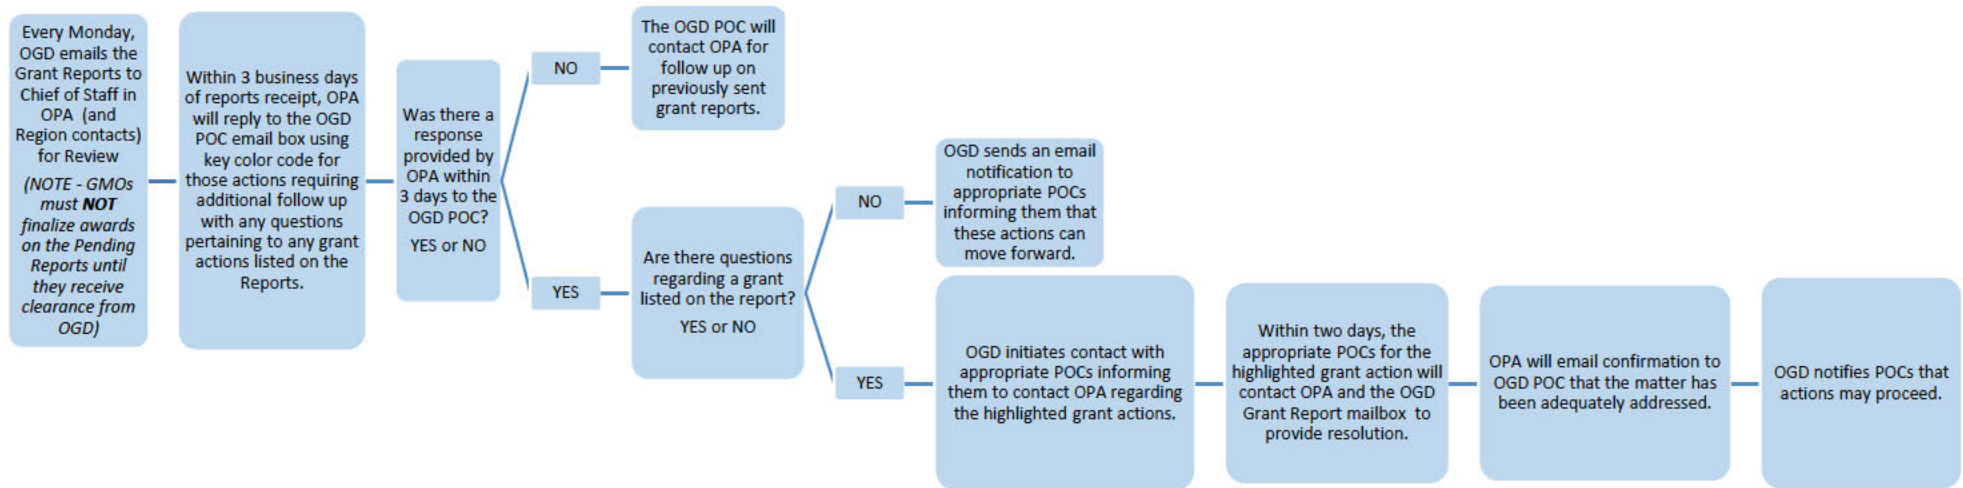 Every Monday,
OGD emails the
Grant Reports to
Chief of Staff in
OPA (and
Region contacts)
for Review
(NOTE - GMOs
must NOT
finalize awards
on the Pending
Reports until
they receive
clearance from
OGD)
Within 3 business days
of reports receipt, OPA
will reply to the OGD
POC email box using
key color code for
those actions requiring
additional follow up
with any questions
pertaining to any grant
actions listed on the
Reports.
Was there a
response
provided by
OPA within
3 days to the
OGD POC?
YES or NO
NO
The OGD POC will
contact OPA for
follow up on
previously sent
grant reports.
YES
Are there questions
regarding a grant
listed on the report?
YES or NO
NO
OGD sends an email
notification to
appropriate POCs
informing them that
these actions can
move forward.
YES
OGD initiates contact with
appropriate POCs informing
them to contact OPA regarding
the highlighted grant actions.
Within two days, the
appropriate POCs for the
highlighted grant action will
contact OPA and the OGD
Grant Report mailbox to
provide resolution.
OPA will email confirmation to
OGD POC that the matter has
been adequately addressed.
OGD notifies POCs that
actions may proceed.